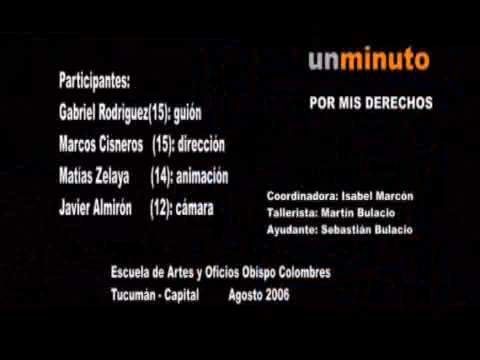 unminuto
POR MIS DERECHOS
Participantes:
Gabriel Rodriguez(15): guión
Marcos Cisneros (15): dirección
Matías Zelaya (14): animación
Javier Almirón (12): cámara
Coordinadora: Isabel Marcón
Tallerista: Martín Bulacio
Ayudante: Sebastián Bulacio
Escuela de Artes y Oficios Obispo Colombres
Tucumán - Capital Agosto 2006